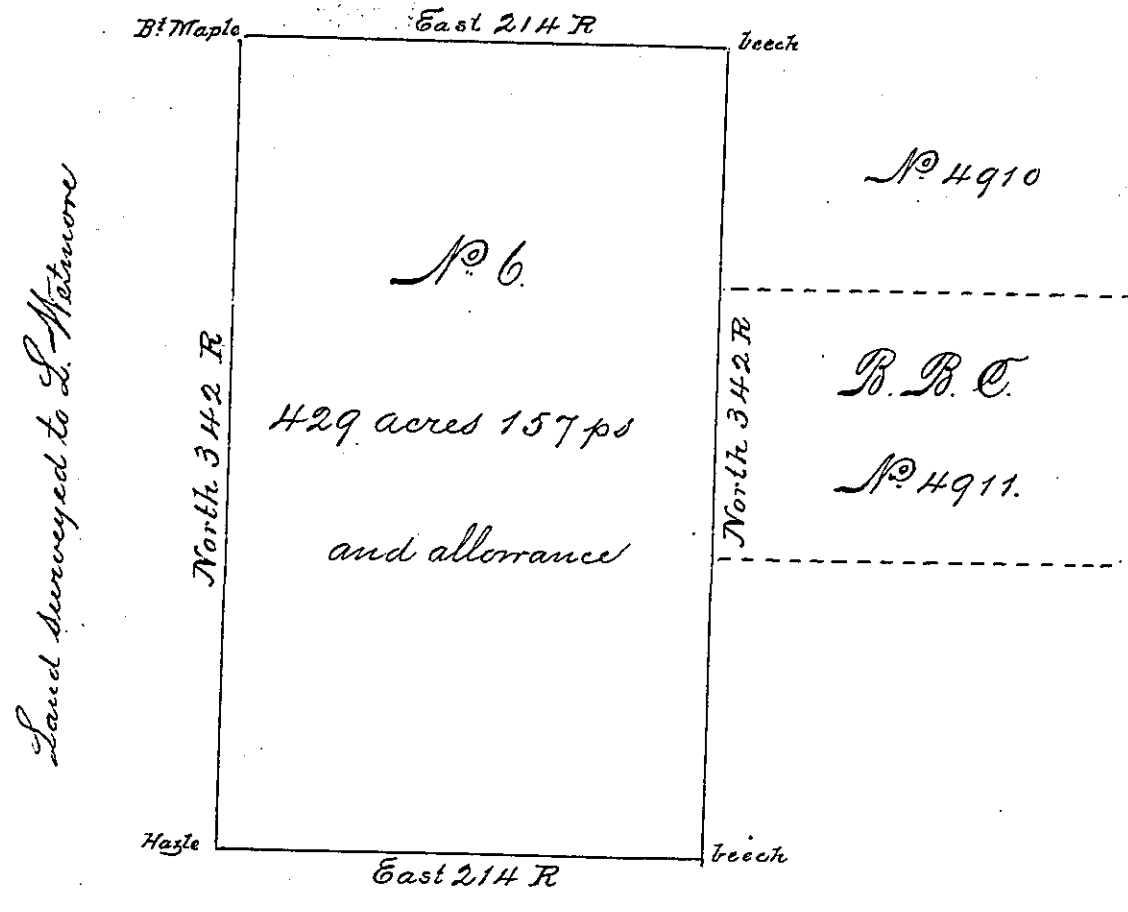 East 214 R
Bt Maple
beech
No 4910
No 6.
Land surveyed to L. Wetmore
North 342 R
North 342 R
B. B. C.
429 acres 157 ps
No 4911.
and allowance
Hazle
beech
East 214 R